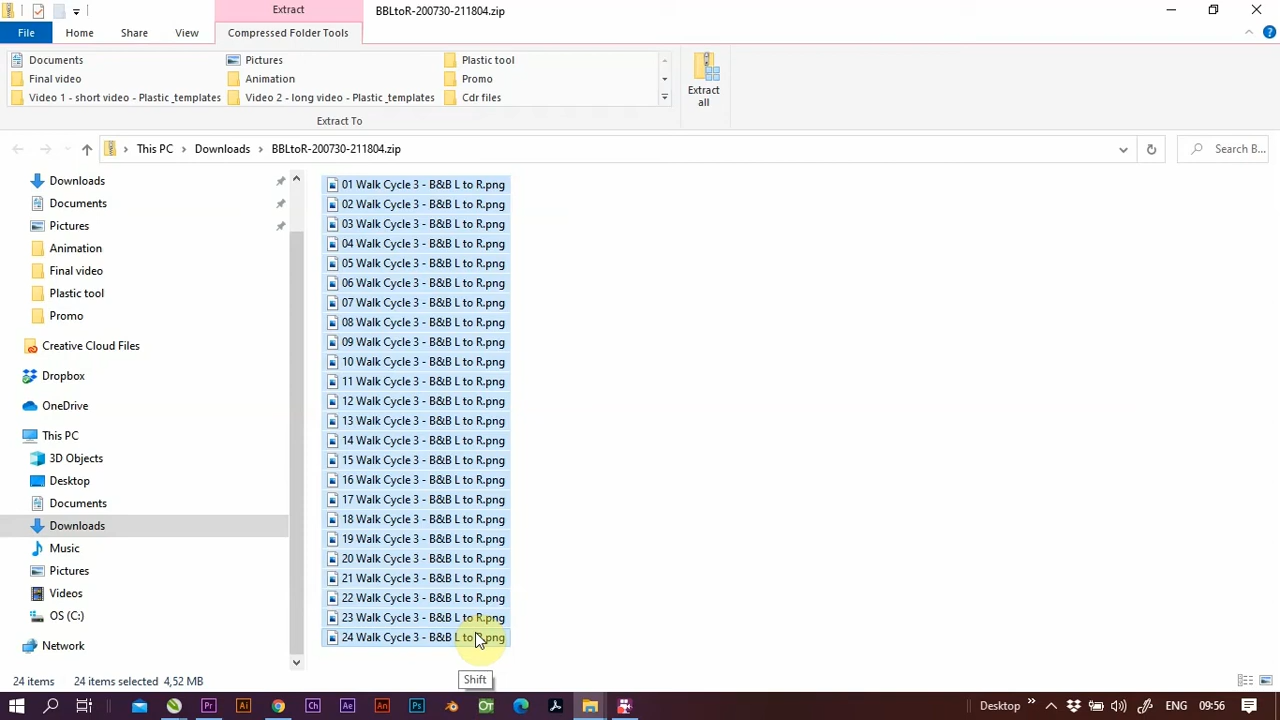 Extract
BBLtoR-200730-211804.zip
File
Home
Share
View
Compressed Folder Tools
Documents
Pictures
Plastic tool
Final video
Animation
Promo
Video 1 - short video - Plastic_templates
Video 2 - long video - Plastic_templates
Cdr files
Extract
all
Extract To
This PC
Downloads
BBLtoR-200730-211804.zip
Search B...
Downloads
Documents
Pictures
Animation
Final video
Plastic tool
Promo
Creative Cloud Files
Dropbox
OneDrive
This PC
3D Objects
Desktop
Documents
Downloads
Music
Pictures
Videos
OS (C:)
Network
01 Walk Cycle 3 - B&B L to R.png
02 Walk Cycle 3 - B&B L to R.png
03 Walk Cycle 3 - B&B L to R.png
04 Walk Cycle 3 - B&B L to R.png
05 Walk Cycle 3 - B&B L to R.png
06 Walk Cycle 3 - B&B L to R.png
07 Walk Cycle 3 - B&B L to R.png
08 Walk Cycle 3 - B&B L to R.png
09 Walk Cycle 3 - B&B L to R.png
10 Walk Cycle 3 - B&B L to R.png
11 Walk Cycle 3 - B&B L to R.png
12 Walk Cycle 3 - B&B L to R.png
13 Walk Cycle 3 - B&B L to R.png
14 Walk Cycle 3 - B&B L to R.png
15 Walk Cycle 3 - B&B L to R.png
16 Walk Cycle 3 - B&B L to R.png
17 Walk Cycle 3 - B&B L to R.png
18 Walk Cycle 3 - B&B L to R.png
19 Walk Cycle 3 - B&B L to R.png
20 Walk Cycle 3 - B&B L to R.png
21 Walk Cycle 3 - B&B L to R.png
22 Walk Cycle 3 - B&B L to R.png
23 Walk Cycle 3 - B&B L to R.png
24 Walk Cycle 3 - B&B L to R.png
Shift
24 items
24 items selected 4,52 MB
Pr
Ai
Ch
Ae
An
Ps
OT
Desktop
09:56